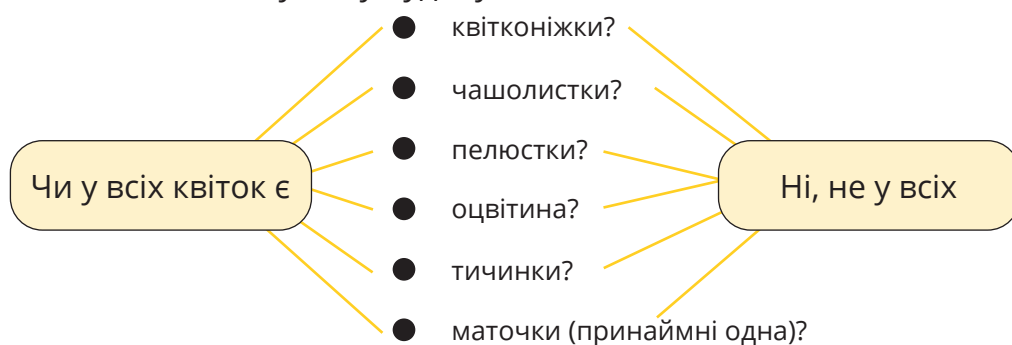 квітконіжки?
чашолистки?
пелюстки?
Чи у всіх квіток є
Ні, не у всіх
оцвітина?
тичинки?
маточки (принаймні одна)?